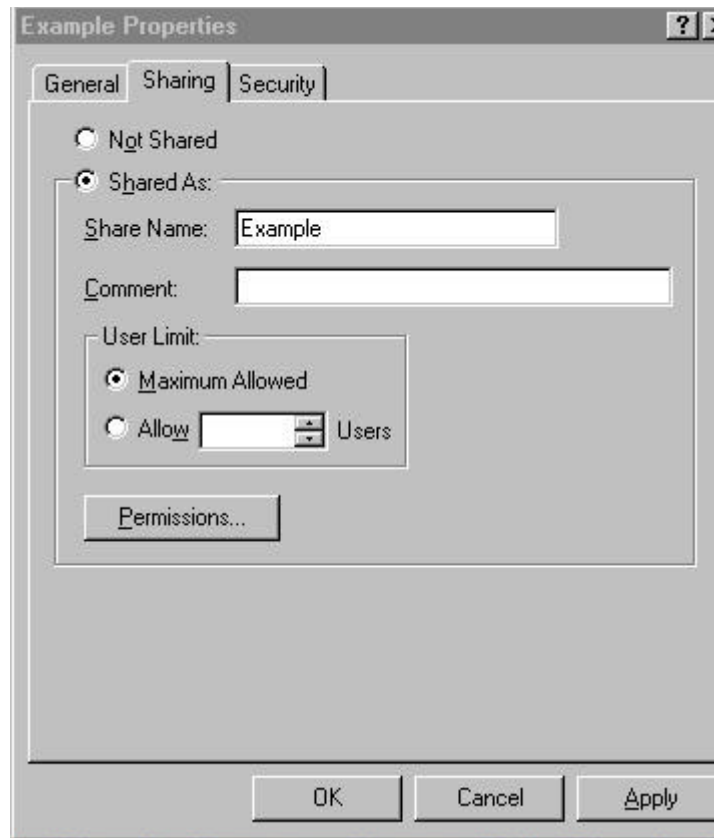 Example Properties ?
General Sharing Security
Not Shared
Shared As:
Share Name: Example
Comment:
User Limit:
Maximum Allowed
Allow Users
Permissions...
OK Cancel Apply